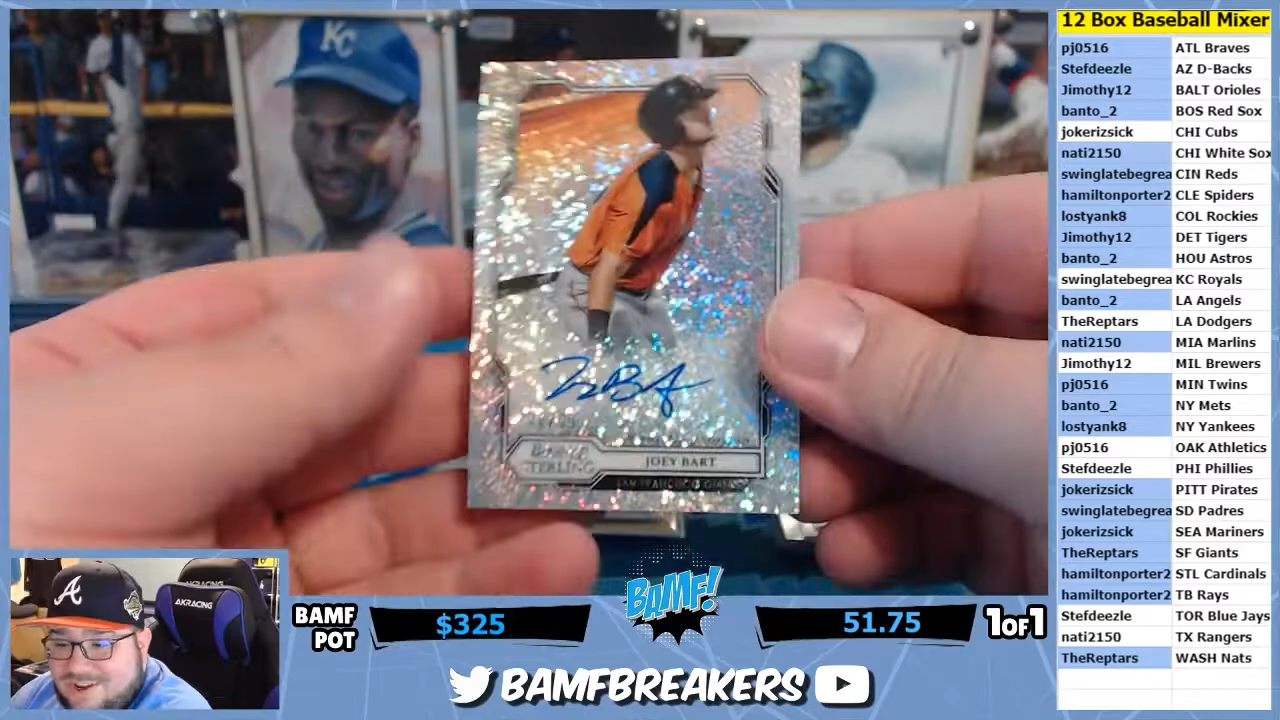 12 Box Baseball Mixer
pj0516 ATL Braves
Stefdeezle AZ D-Backs
Jimothy12 BALT Orioles
banto_2 BOS Red Sox
jokerizsick CHI Cubs
nati2150 CHI White Sox
swinglatebegrea CIN Reds
hamiltonporter2 CLE Spiders
lostyank8 COL Rockies
Jimothy12 DET Tigers
banto_2 HOU Astros
swinglatebegrea KC Royals
banto_2 LA Angels
TheReptars LA Dodgers
nati2150 MIA Marlins
Jimothy12 MIL Brewers
pj0516 MIN Twins
banto_2 NY Mets
lostyank8 NY Yankees
pj0516 OAK Athletics
Stefdeezle PHI Phillies
jokerizsick PITT Pirates
swinglatebegrea SD Padres
jokerizsick SEA Mariners
TheReptars SF Giants
hamiltonporter2 STL Cardinals
hamiltonporter2 TB Rays
Stefdeezle TOR Blue Jays
nati2150 TX Rangers
TheReptars WASH Nats
KC
JOEY BART
SAN FRANCISCO GIANTS
A
AKRACING
AKRACING
BAMF POT
$325
BAMF!
51.75
1OF1
BAMFBREAKERS